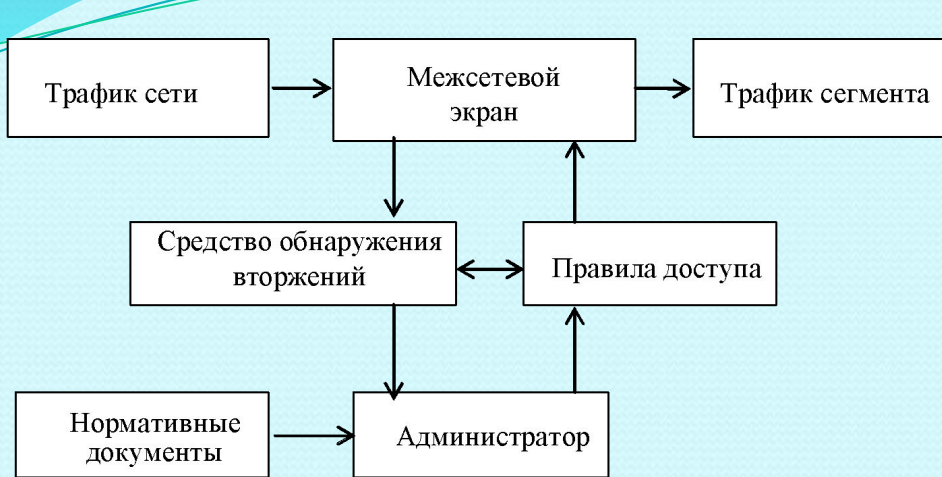 Трафик сети
Межсетевой
экран
Трафик сегмента
Средство обнаружения
вторжений
Правила доступа
Нормативные
документы
Администратор